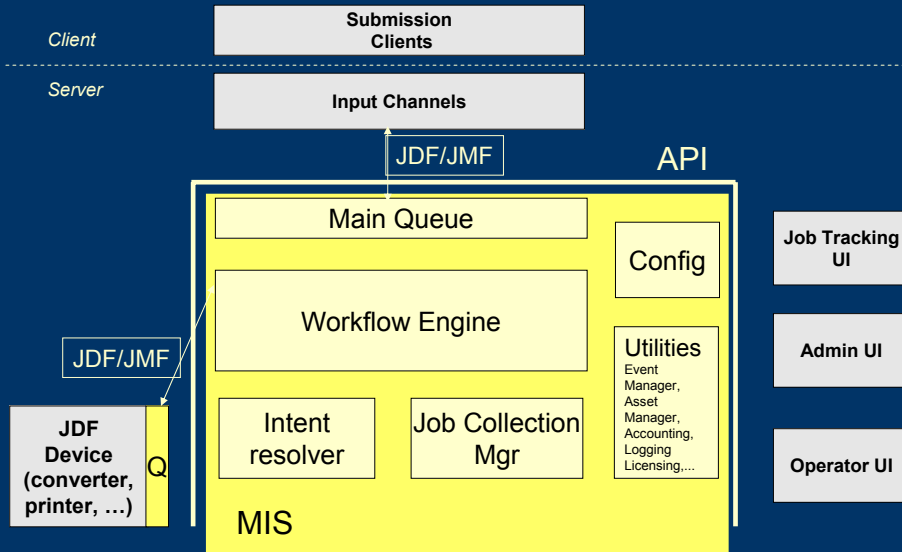 Client
Submission
Clients
Server
Input Channels
JDF/JMF
API
Main Queue
Config
Job Tracking
UI
Workflow Engine
JDF/JMF
Utilities
Event
Manager,
Asset
Manager,
Accounting,
Logging
Licensing,...
Admin UI
JDF
Device
(converter,
printer, …)
Q
Intent
resolver
Job Collection
Mgr
Operator UI
MIS